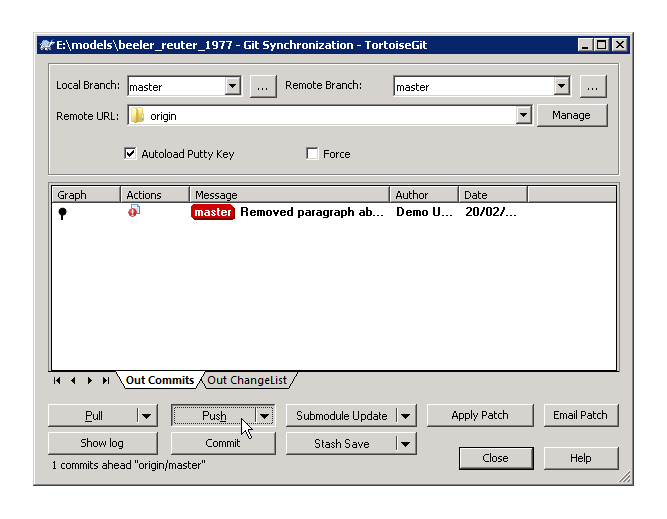 E:\models\beeler_reuter_1977 - Git Synchronization - TortoiseGit
Local Branch: master ... Remote Branch: master ...
Remote URL: origin Manage
Autoload Putty Key Force
Graph Actions Message Author Date
master Removed paragraph ab... Demo U... 20/02/...
Out Commits Out ChangeList
Pull Push Submodule Update Apply Patch Email Patch
Show log Commit Stash Save Close Help
1 commits ahead "origin/master"